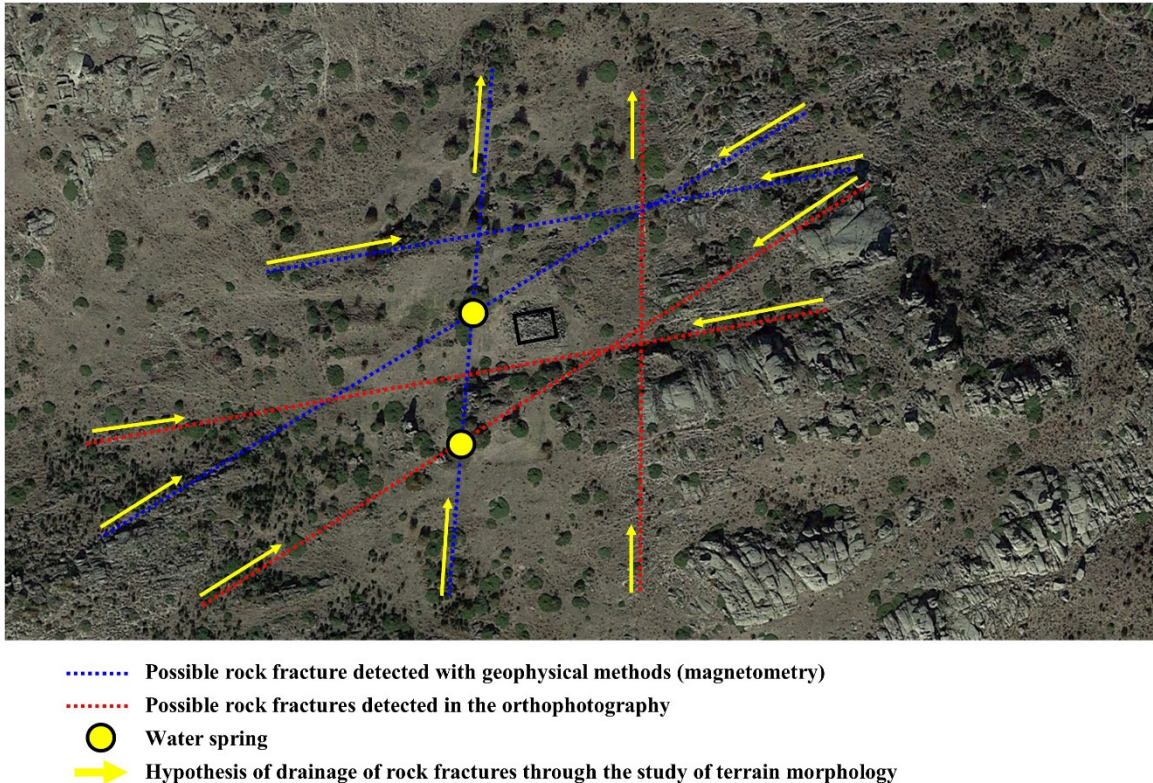 Possible rock fracture detected with geophysical methods (magnetometry)
Possible rock fractures detected in the orthophotography
Water spring
Hypothesis of drainage of rock fractures through the study of terrain morphology